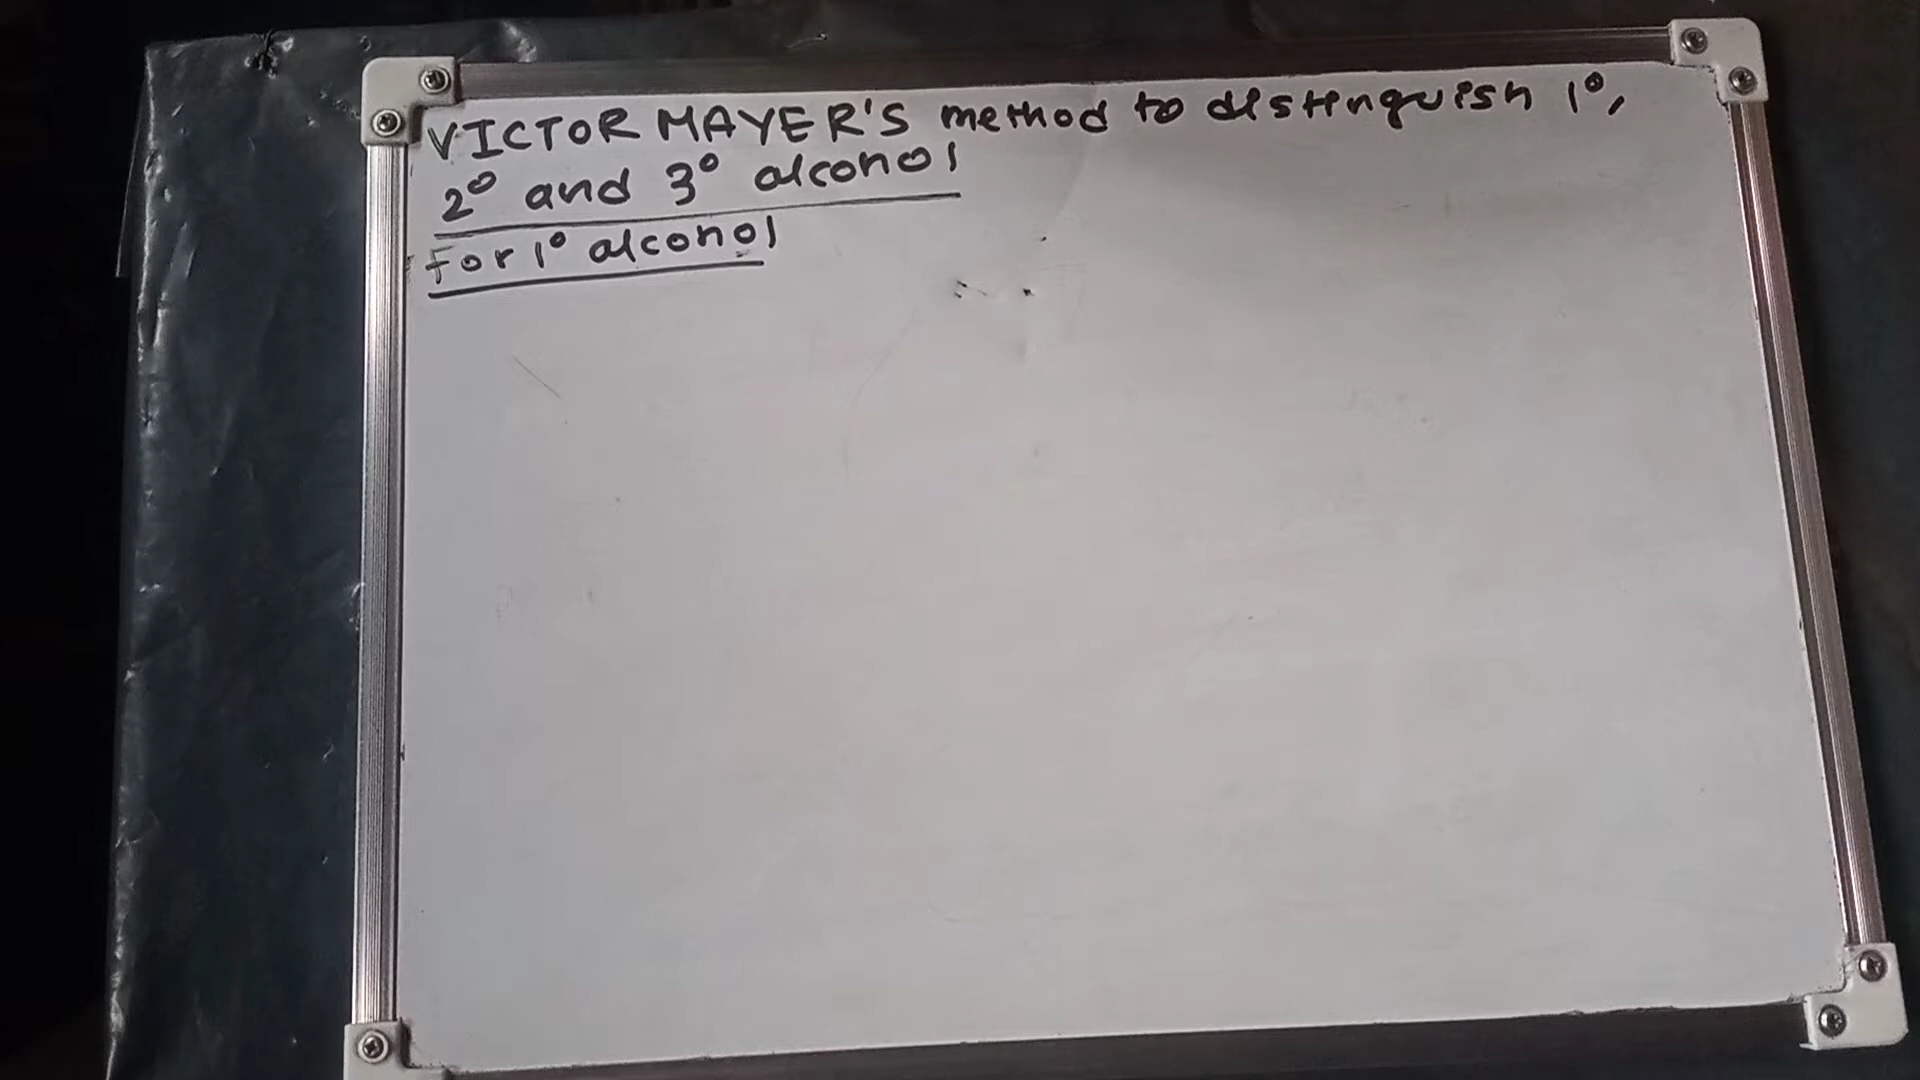 VICTOR MAYER'S method to distinguish 1°,
2° and 3° alcohol
For 1° alcohol